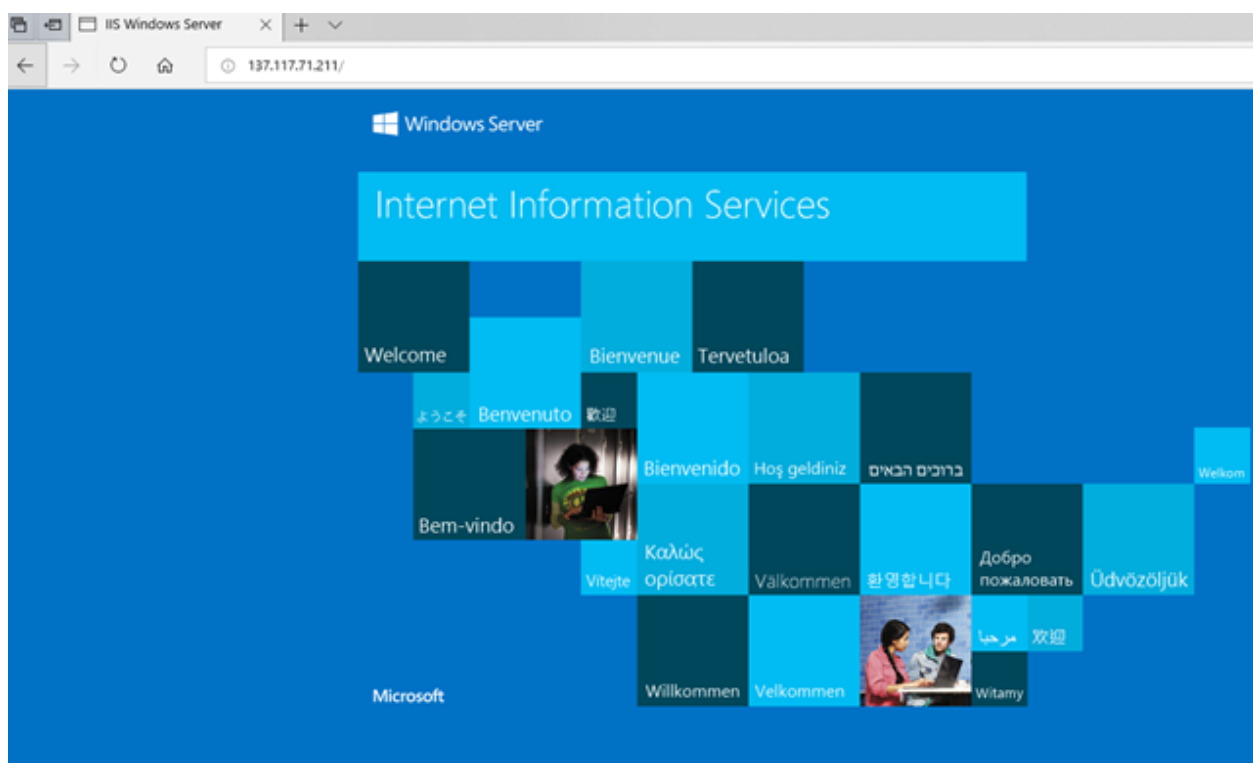 IIS Windows Server
137.117.71.211/
Windows Server
Internet Information Services
Welcome
Bienvenue
Tervetuloa
ようこそ
Benvenuto
歡迎
Bienvenido
Hoş geldiniz
ברוכים הבאים
Welkom
Bem-vindo
Vítejte
Καλώς
ορίσατε
Välkommen
환영합니다
Добро
пожаловать
Üdvözöljük
مرحبا
欢迎
Willkommen
Velkommen
Witamy
Microsoft